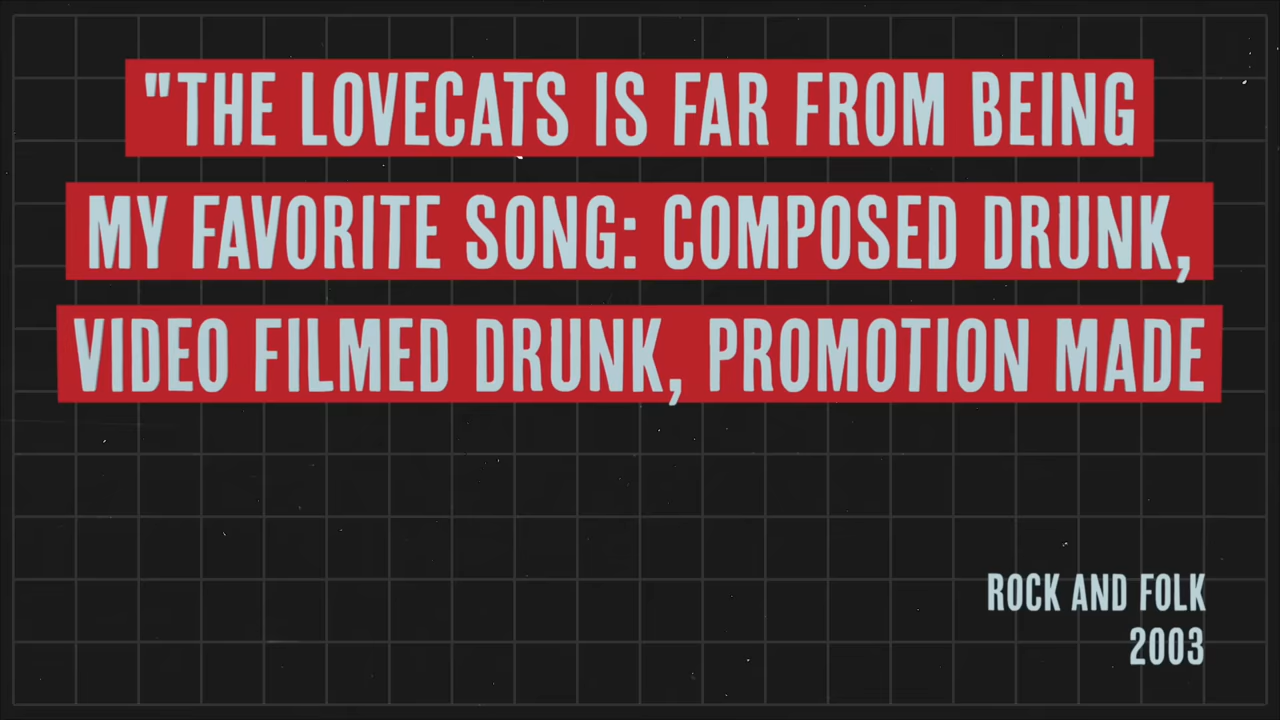 "THE LOVECATS IS FAR FROM BEING
MY FAVORITE SONG: COMPOSED DRUNK,
VIDEO FILMED DRUNK, PROMOTION MADE
ROCK AND FOLK
2003